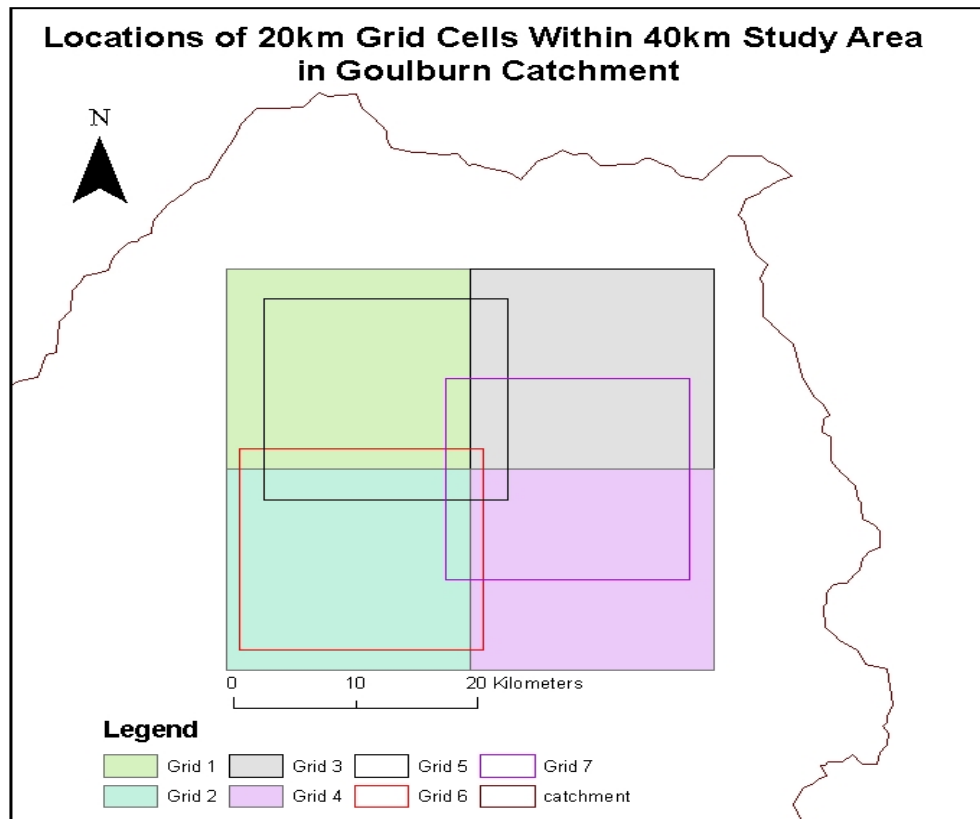 Locations of 20km Grid Cells Within 40km Study Area
in Goulburn Catchment
N
0 10 20 Kilometers
Legend
Grid 1 Grid 3 Grid 5 Grid 7
Grid 2 Grid 4 Grid 6 catchment